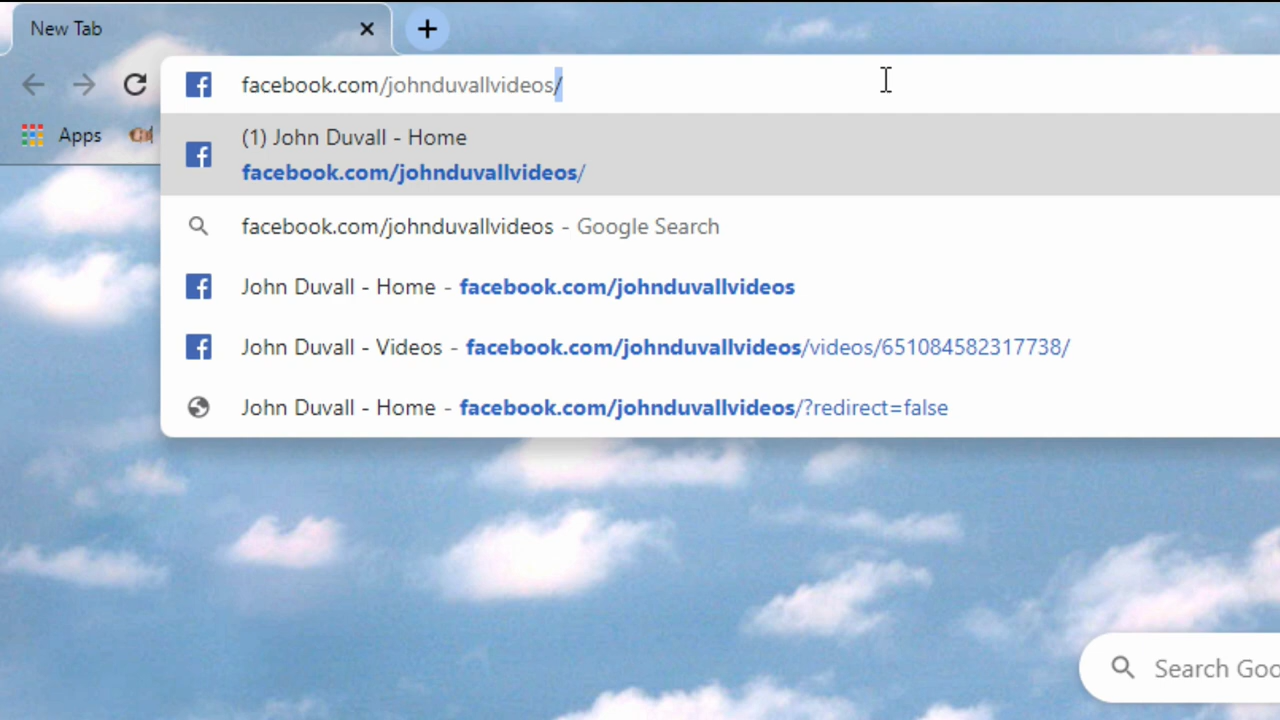 New Tab
facebook.com/johnduvallvideos/
Apps
(1) John Duvall - Home
facebook.com/johnduvallvideos/
facebook.com/johnduvallvideos - Google Search
John Duvall - Home - facebook.com/johnduvallvideos
John Duvall - Videos - facebook.com/johnduvallvideos/videos/651084582317738/
John Duvall - Home - facebook.com/johnduvallvideos/?redirect=false
Search Goo